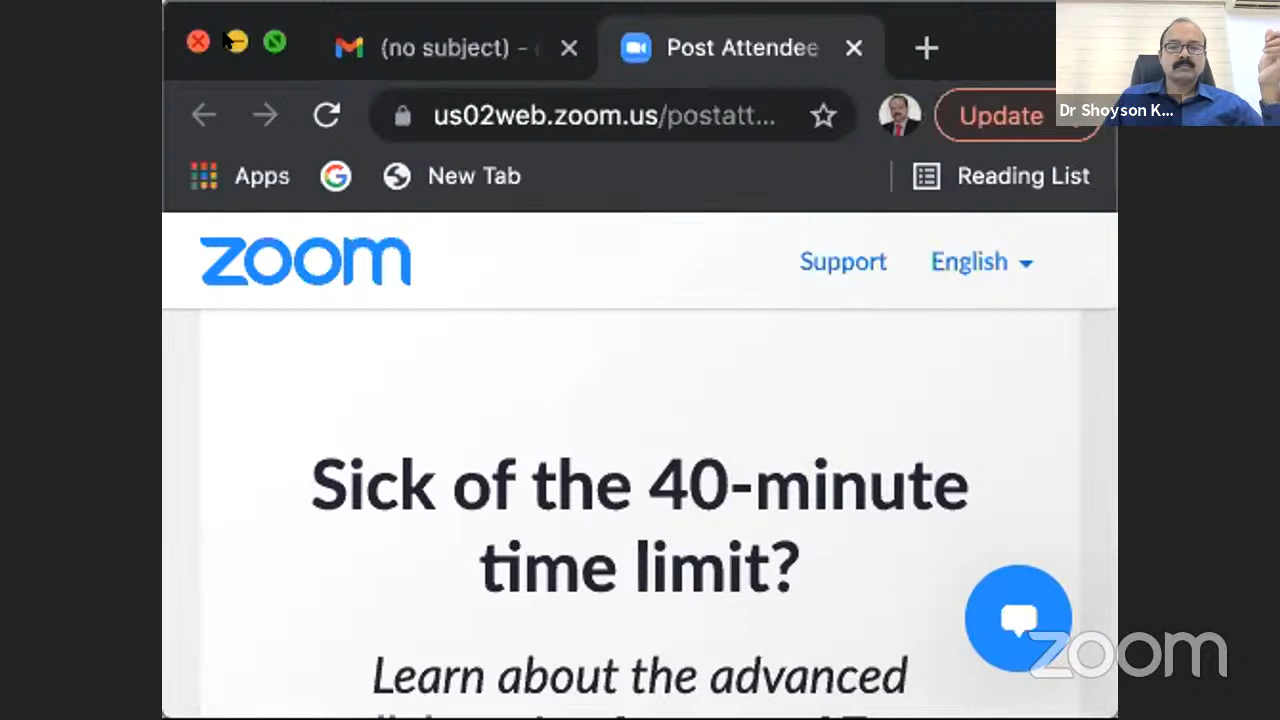 (no subject) -
Post Attendee
us02web.zoom.us/postatt...
Update
Dr Shoyson K...
Apps
New Tab
Reading List
zoom
Support
English
Sick of the 40-minute
time limit?
Learn about the advanced
zoom